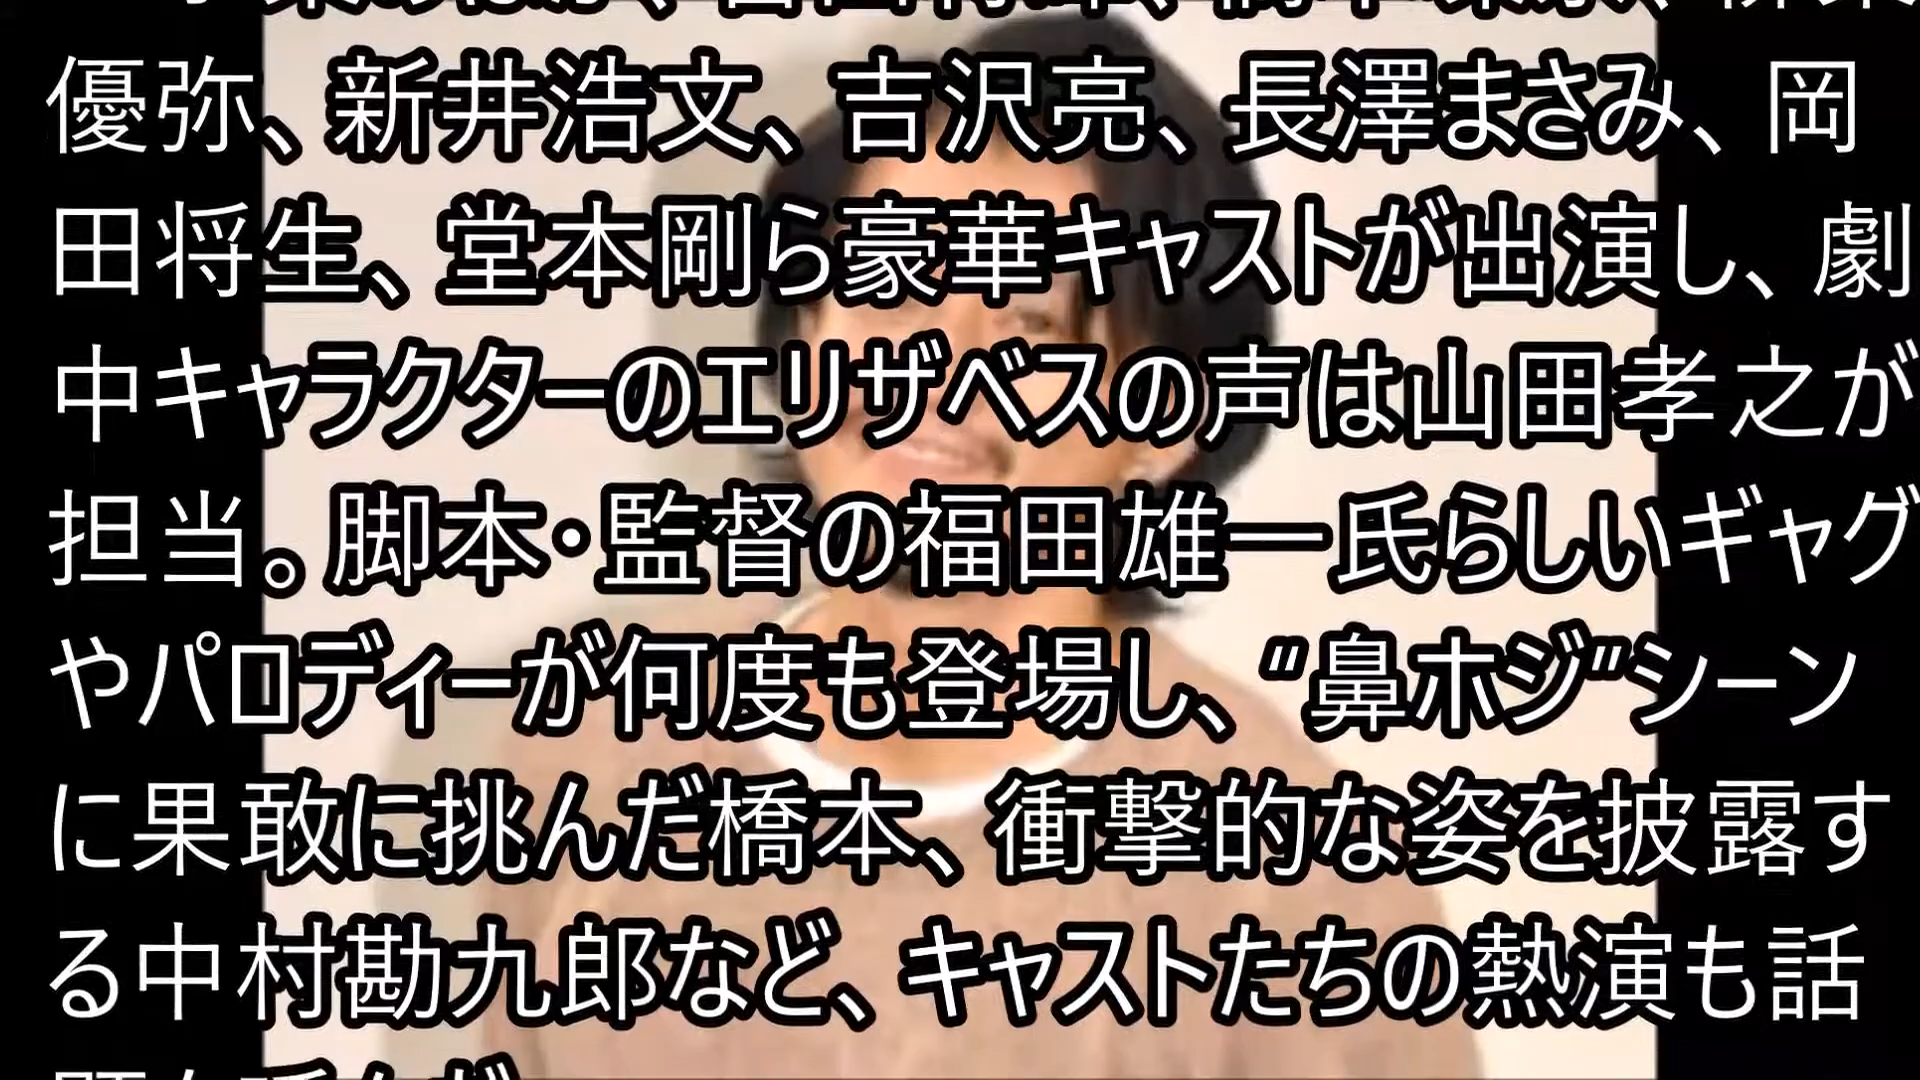 優弥、新井浩文、吉沢亮、長澤まさみ、岡
田将生、堂本剛ら豪華キャストが出演し、劇
中キャラクターのエリザベスの声は山田孝之が
担当。脚本・監督の福田雄一氏らしいギャグ
やパロディーが何度も登場し、“鼻ホジ”シーン
に果敢に挑んだ橋本、衝撃的な姿を披露す
る中村勘九郎など、キャストたちの熱演も話